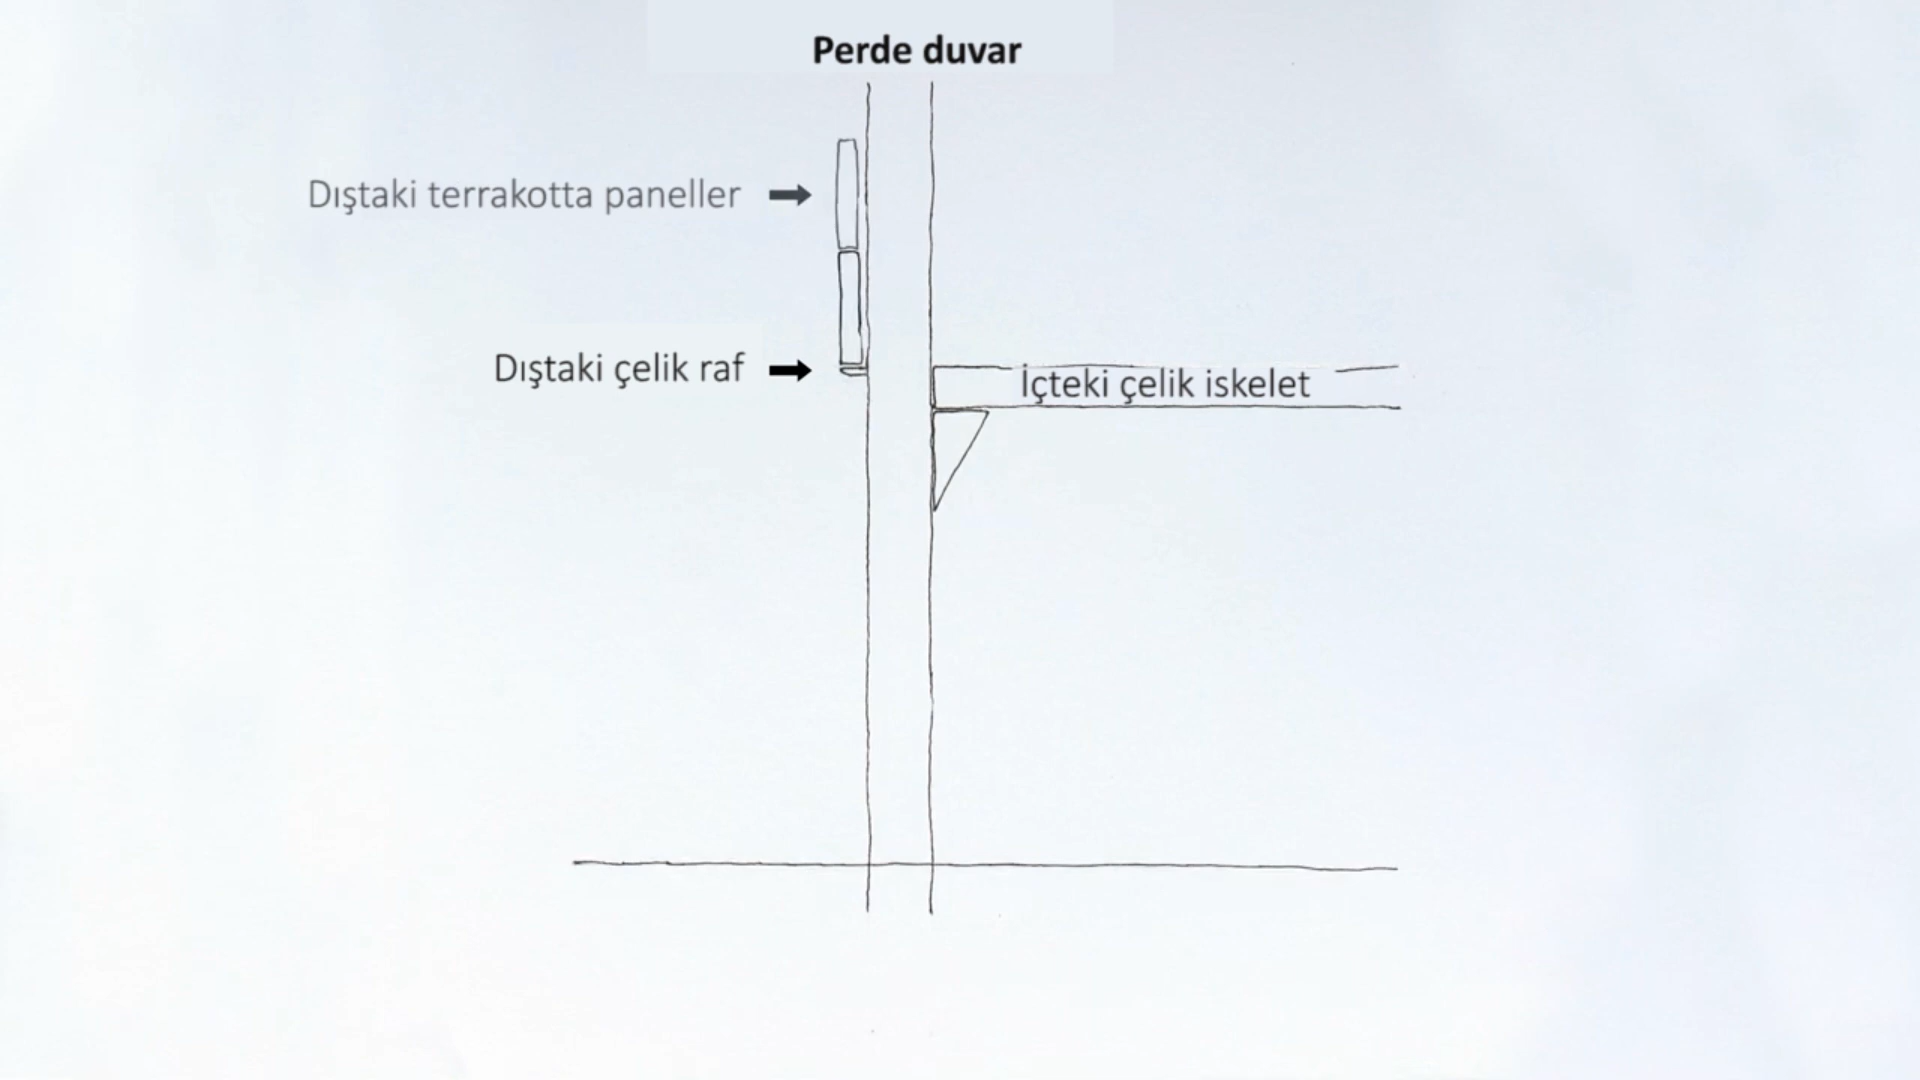 Perde duvar
Dıştaki terrakotta paneller
Dıştaki çelik raf
İçteki çelik iskelet